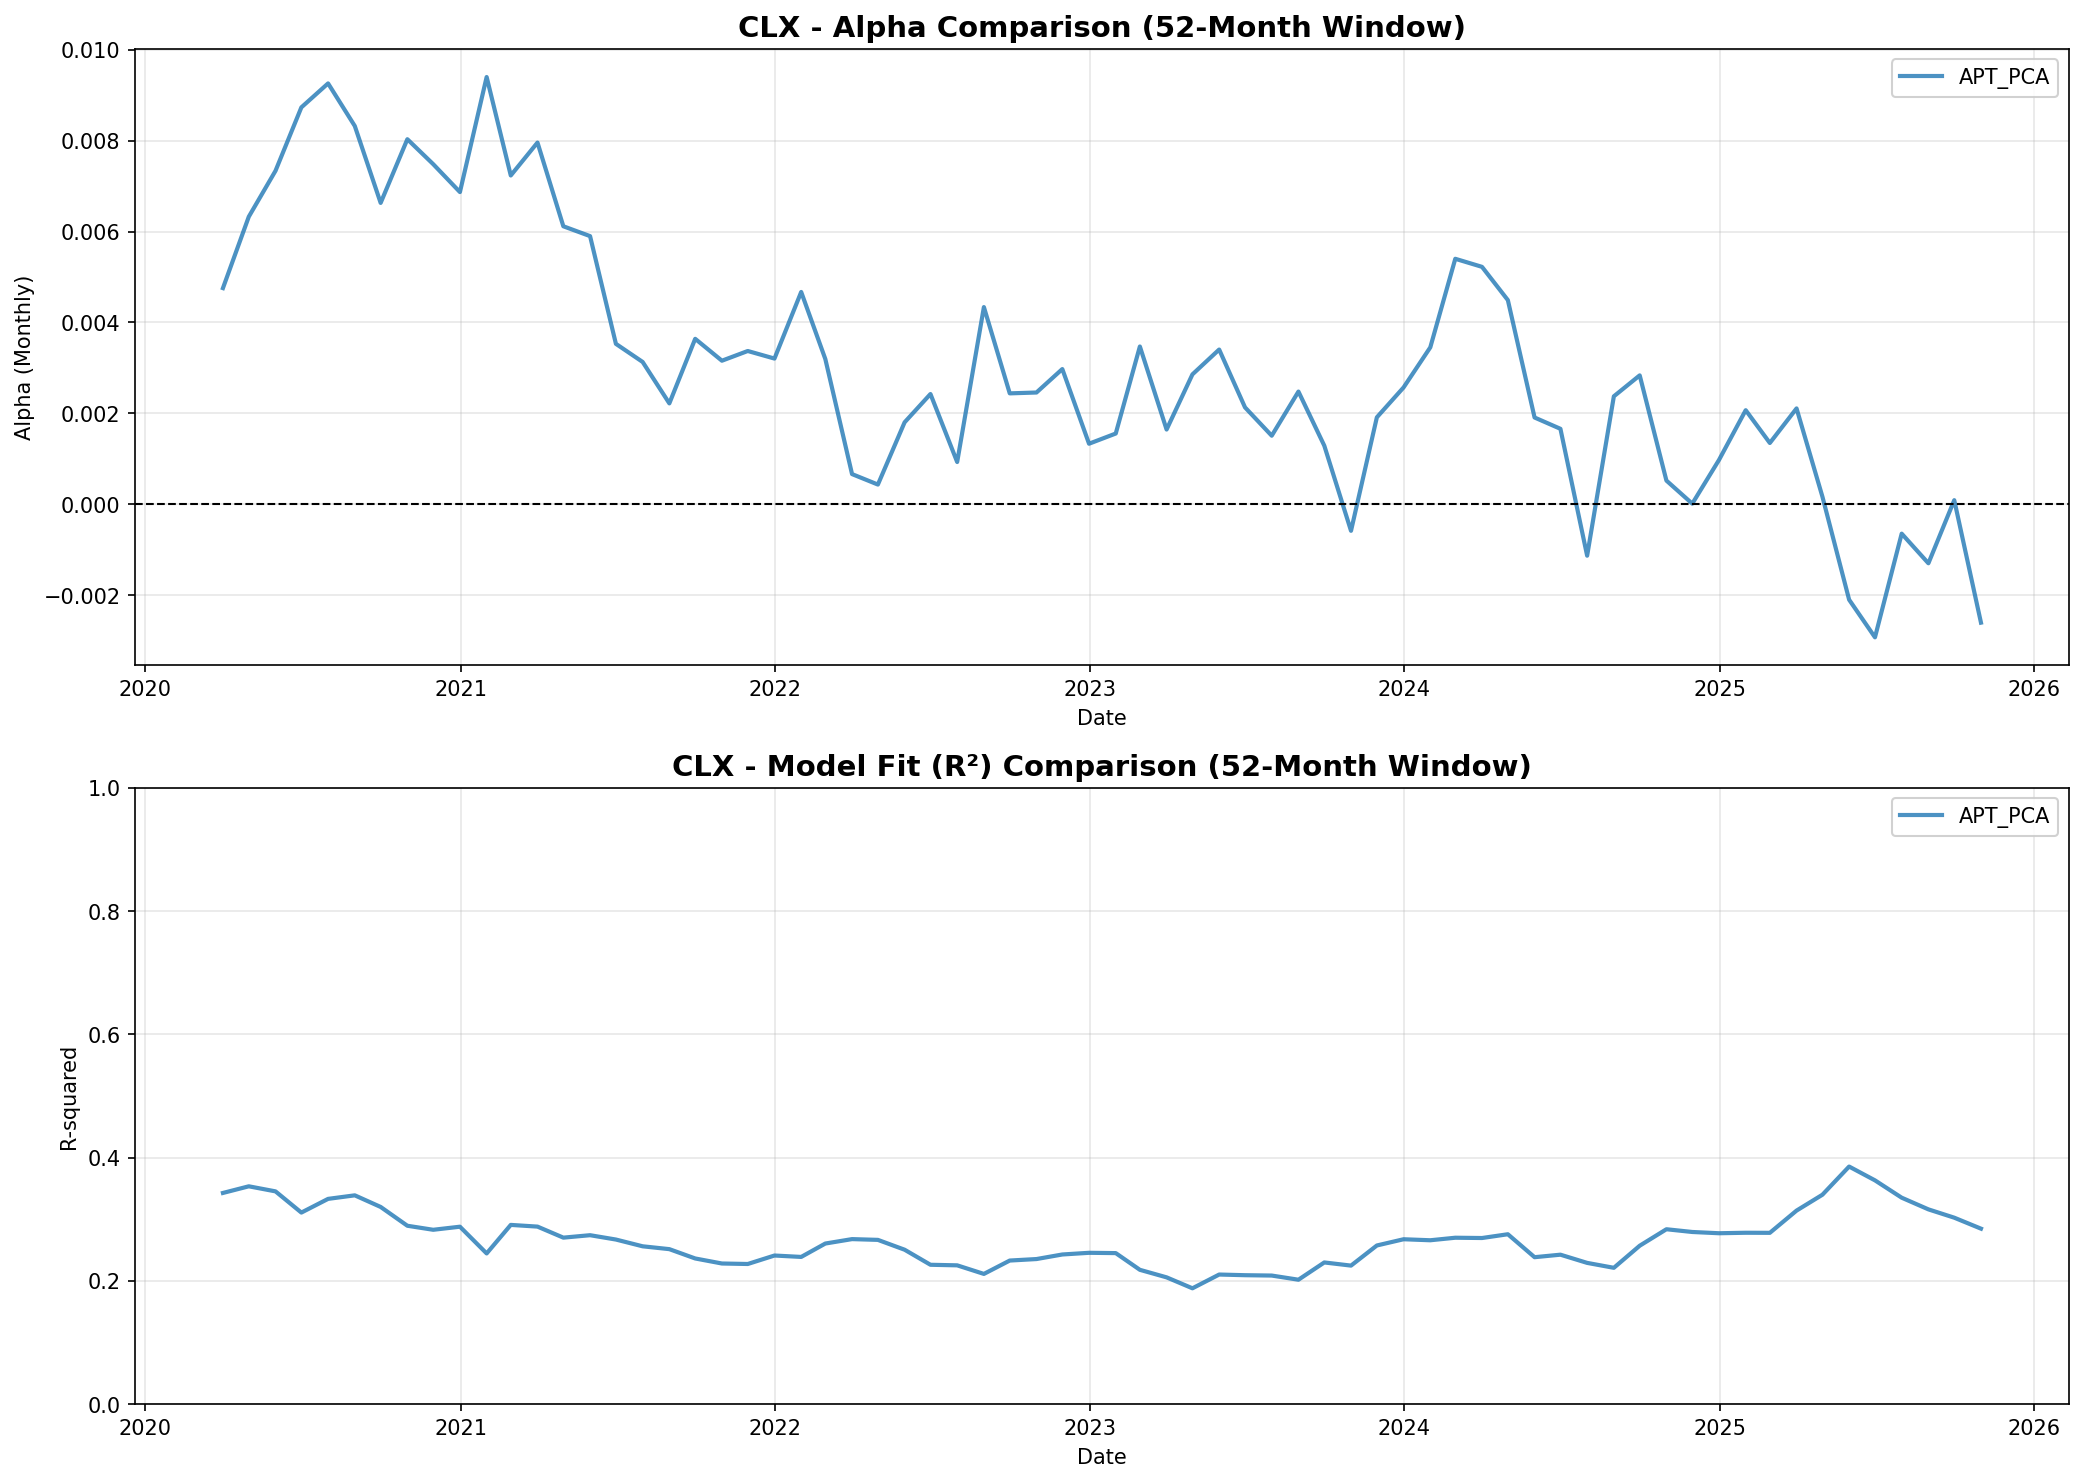 CLX - Alpha Comparison (52-Month Window)
0.010
0.008
0.006
0.004
0.002
0.000
−0.002
Alpha (Monthly)
APT_PCA
2020 2021 2022 2023 2024 2025 2026
Date
CLX - Model Fit (R²) Comparison (52-Month Window)
1.0
0.8
0.6
0.4
0.2
0.0
R-squared
APT_PCA
2020 2021 2022 2023 2024 2025 2026
Date